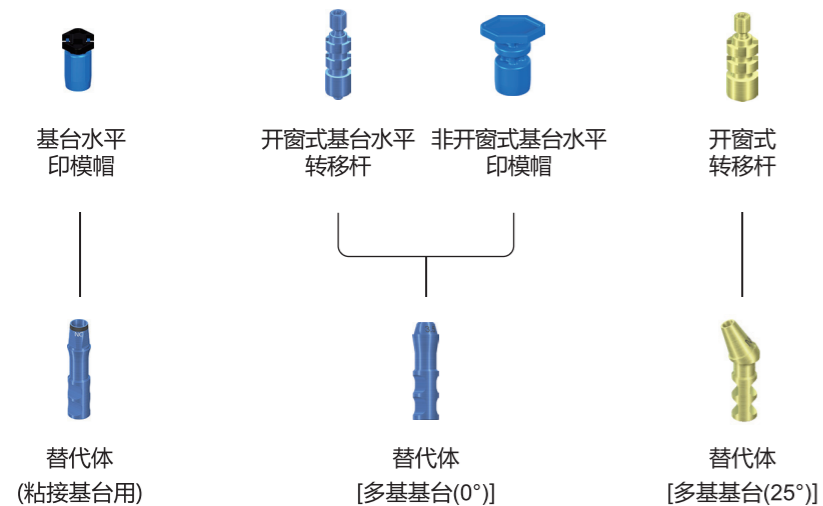 基台水平
印模帽
开窗式基台水平
转移杆
非开窗式基台水平
印模帽
开窗式
转移杆
替代体
(粘接基台用)
替代体
[多基基台(0°)]
替代体
[多基基台(25°)]